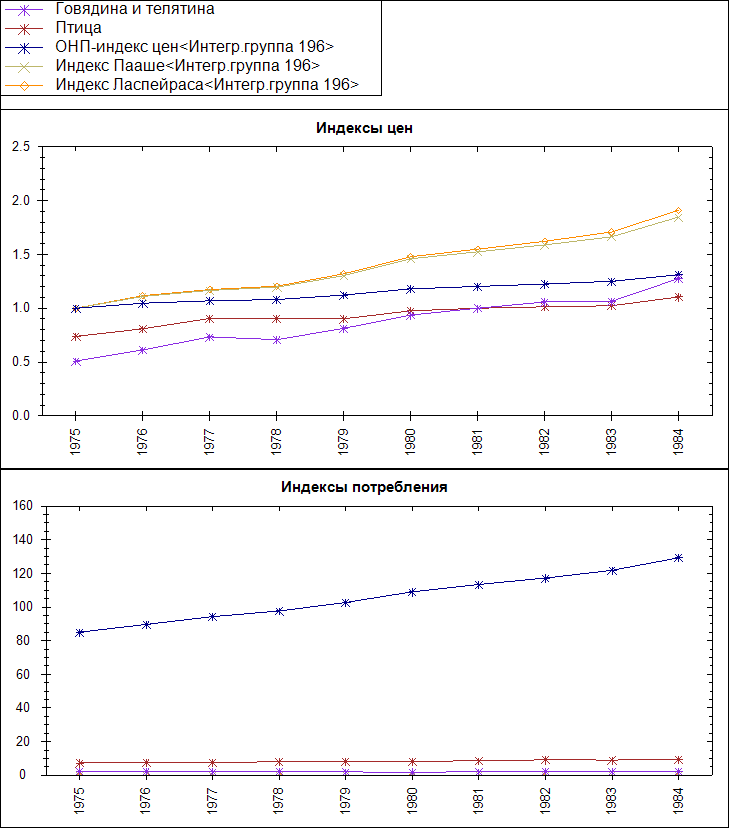 Говядина и телятина
Птица
ОНП-индекс цен<Интегр.группа 196>
Индекс Пааше<Интегр.группа 196>
Индекс Ласпейраса<Интегр.группа 196>
Индексы цен
2.5
2.0
1.5
1.0
0.5
0.0
1975 1976 1977 1978 1979 1980 1981 1982 1983 1984
Индексы потребления
160
140
120
100
80
60
40
20
0
1975 1976 1977 1978 1979 1980 1981 1982 1983 1984